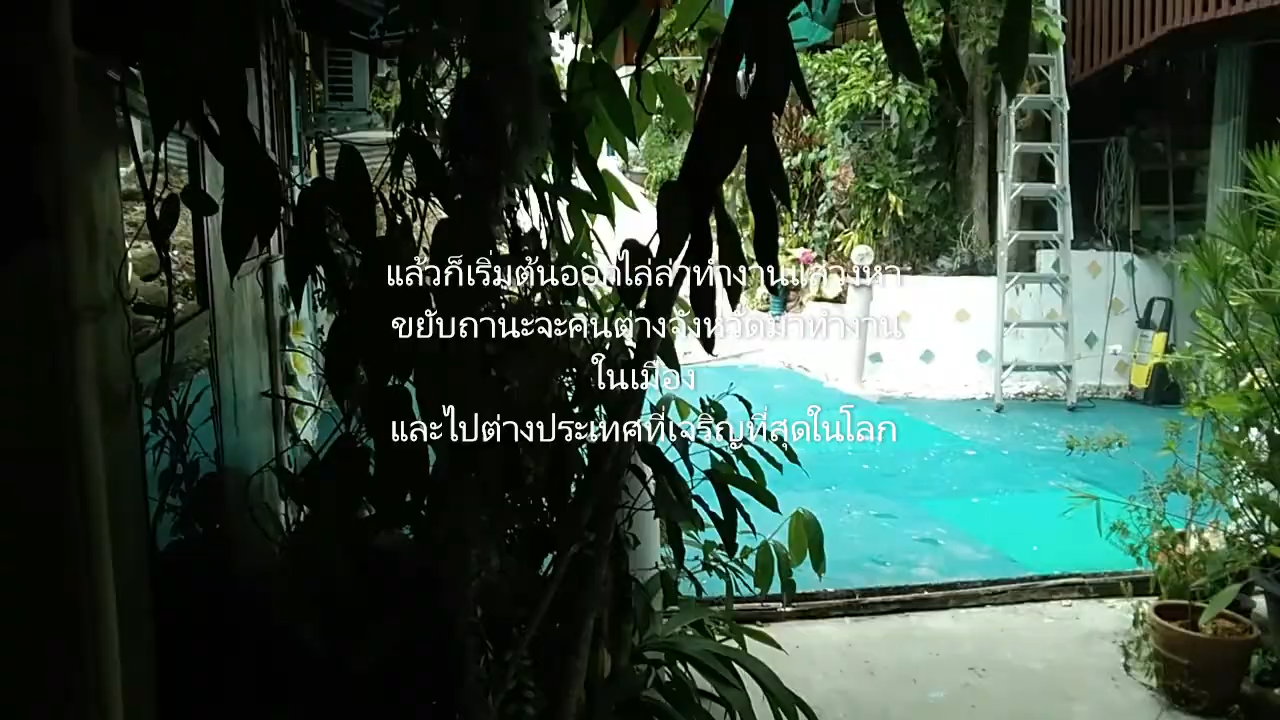 แล้วก็เริ่มต้นออกไล่ล่าทำงานแสวงหา
ขยับถานะจะคนต่างจังหวัดมาทำงาน
ในเมือง
และไปต่างประเทศที่เจริญที่สุดในโลก